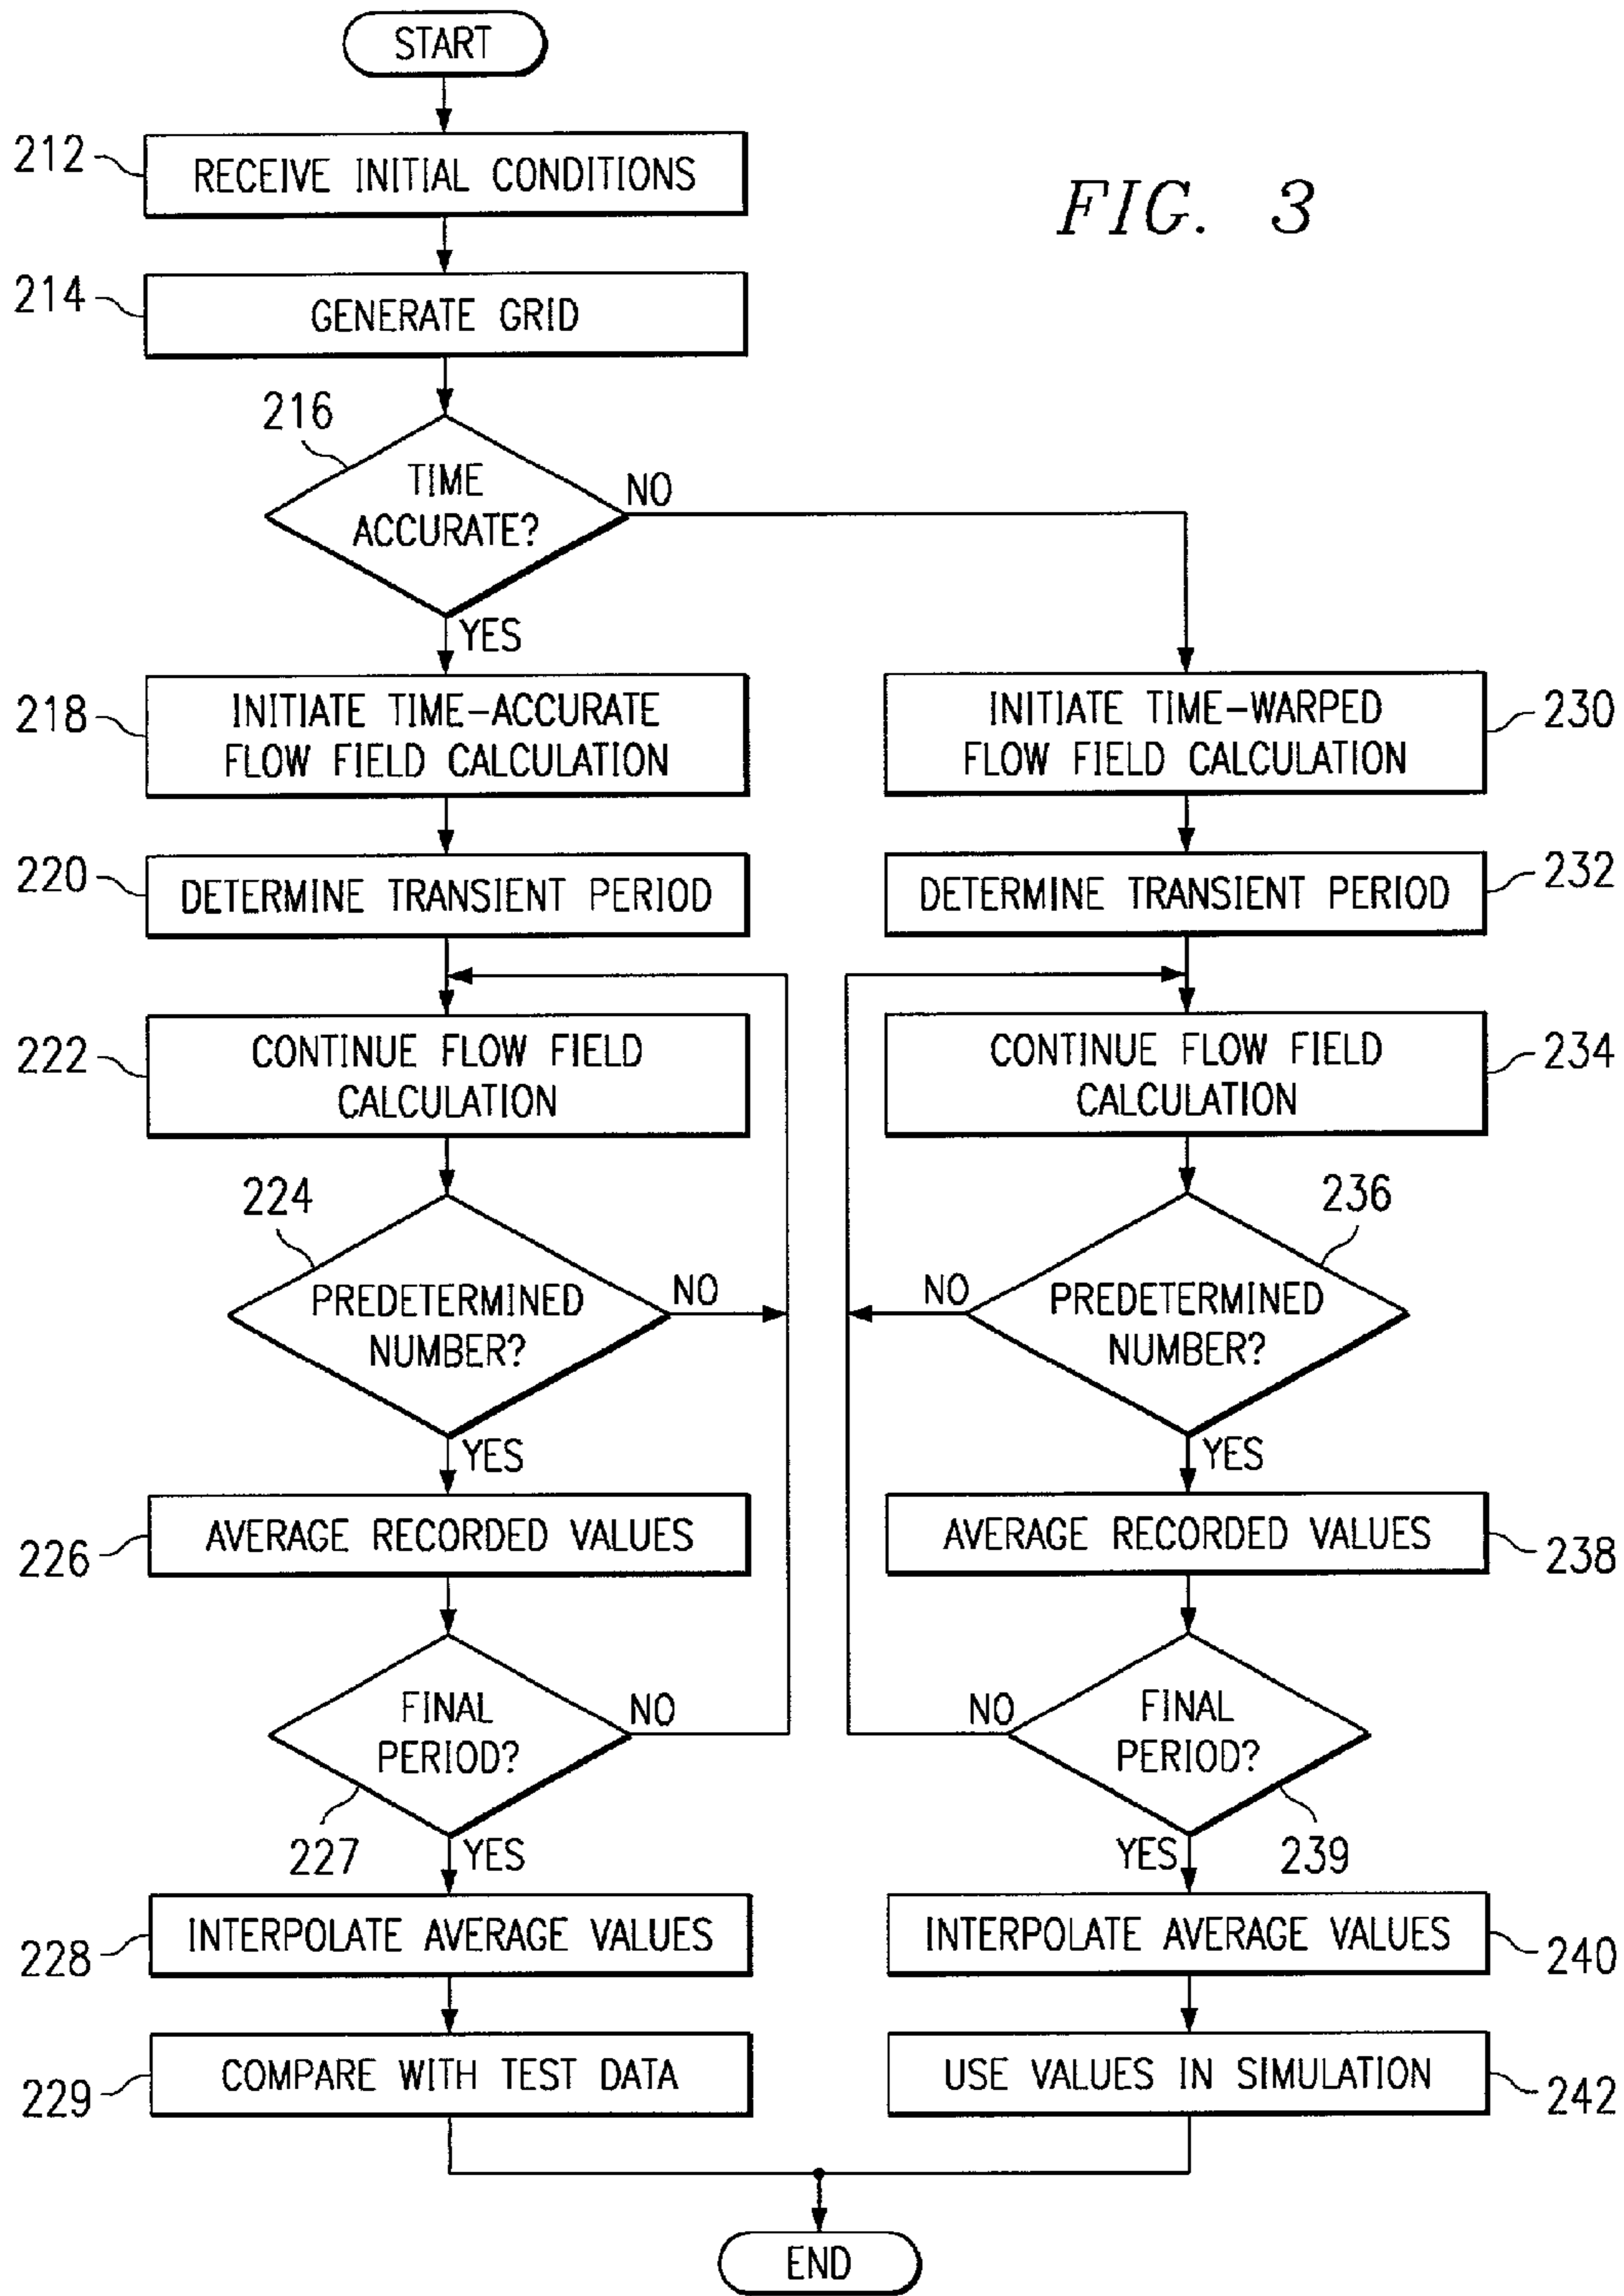 START
212
RECEIVE INITIAL CONDITIONS
FIG. 3
214
GENERATE GRID
216
TIME
ACCURATE?
NO
YES
218
INITIATE TIME-ACCURATE
FLOW FIELD CALCULATION
INITIATE TIME-WARPED
FLOW FIELD CALCULATION
230
220
DETERMINE TRANSIENT PERIOD
DETERMINE TRANSIENT PERIOD
232
222
CONTINUE FLOW FIELD
CALCULATION
CONTINUE FLOW FIELD
CALCULATION
234
224
PREDETERMINED
NUMBER?
NO
YES
236
NO
PREDETERMINED
NUMBER?
YES
226
AVERAGE RECORDED VALUES
AVERAGE RECORDED VALUES
238
FINAL
PERIOD?
NO
227
YES
NO
FINAL
PERIOD?
YES
239
228
INTERPOLATE AVERAGE VALUES
INTERPOLATE AVERAGE VALUES
240
229
COMPARE WITH TEST DATA
USE VALUES IN SIMULATION
242
END